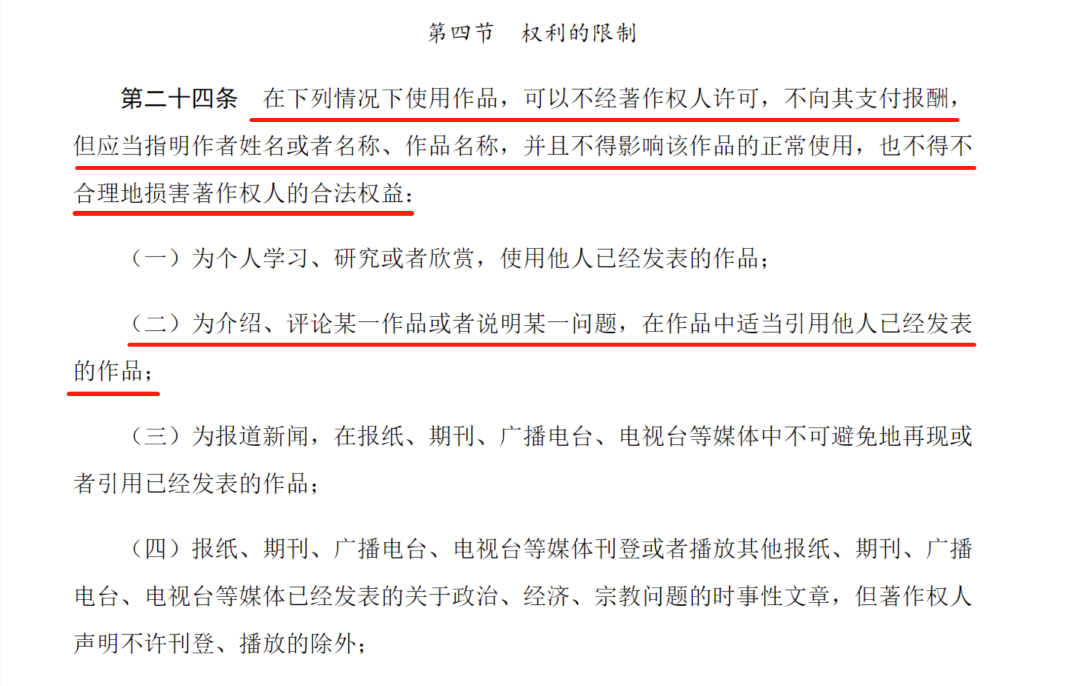 第四节 权利的限制
第二十四条 在下列情况下使用作品，可以不经著作权人许可，不向其支付报酬，
但应当指明作者姓名或者名称、作品名称，并且不得影响该作品的正常使用，也不得不
合理地损害著作权人的合法权益：
（一）为个人学习、研究或者欣赏，使用他人已经发表的作品；
（二）为介绍、评论某一作品或者说明某一问题，在作品中适当引用他人已经发表
的作品；
（三）为报道新闻，在报纸、期刊、广播电台、电视台等媒体中不可避免地再现或
者引用已经发表的作品；
（四）报纸、期刊、广播电台、电视台等媒体刊登或者播放其他报纸、期刊、广播
电台、电视台等媒体已经发表的关于政治、经济、宗教问题的时事性文章，但著作权人
声明不许刊登、播放的除外；